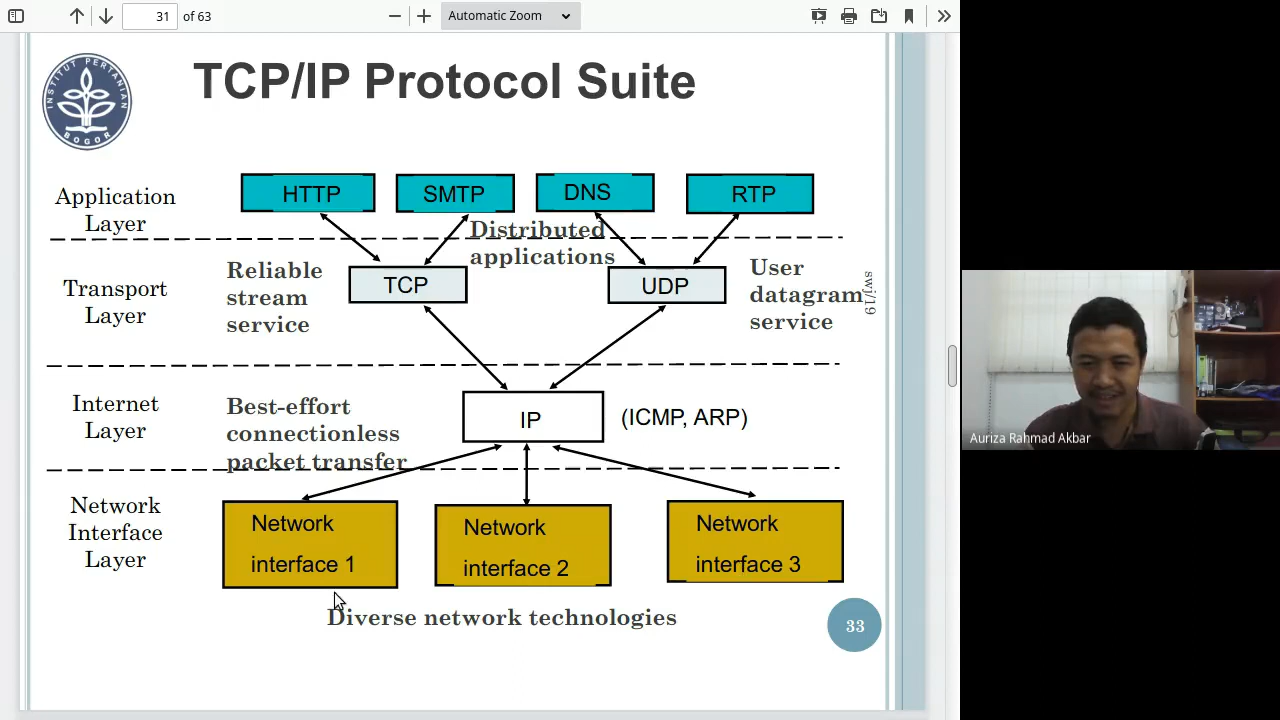 31 of 63
Automatic Zoom
TCP/IP Protocol Suite
INSTITUT PERTANIAN
BOGOR
Application
Layer
HTTP
SMTP
DNS
RTP
Distributed
applications
Transport
Layer
Reliable
stream
service
TCP
UDP
User
datagram
service
swj/19
Internet
Layer
Best-effort
connectionless
packet transfer
IP
(ICMP, ARP)
Network
Interface
Layer
Network
interface 1
Network
interface 2
Network
interface 3
Diverse network technologies
33
Auriza Rahmad Akbar